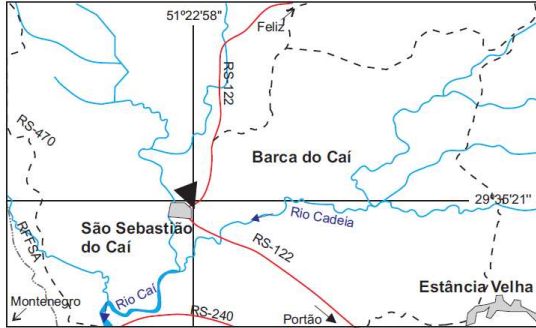 51º22'58"
Feliz
RS-122
RS-470
Barca do Caí
29º35'21''
Rio Cadeia
São Sebastião
do Caí
RS-122
RFFSA
Estância Velha
Montenegro
Rio Caí
RS-240
Portão